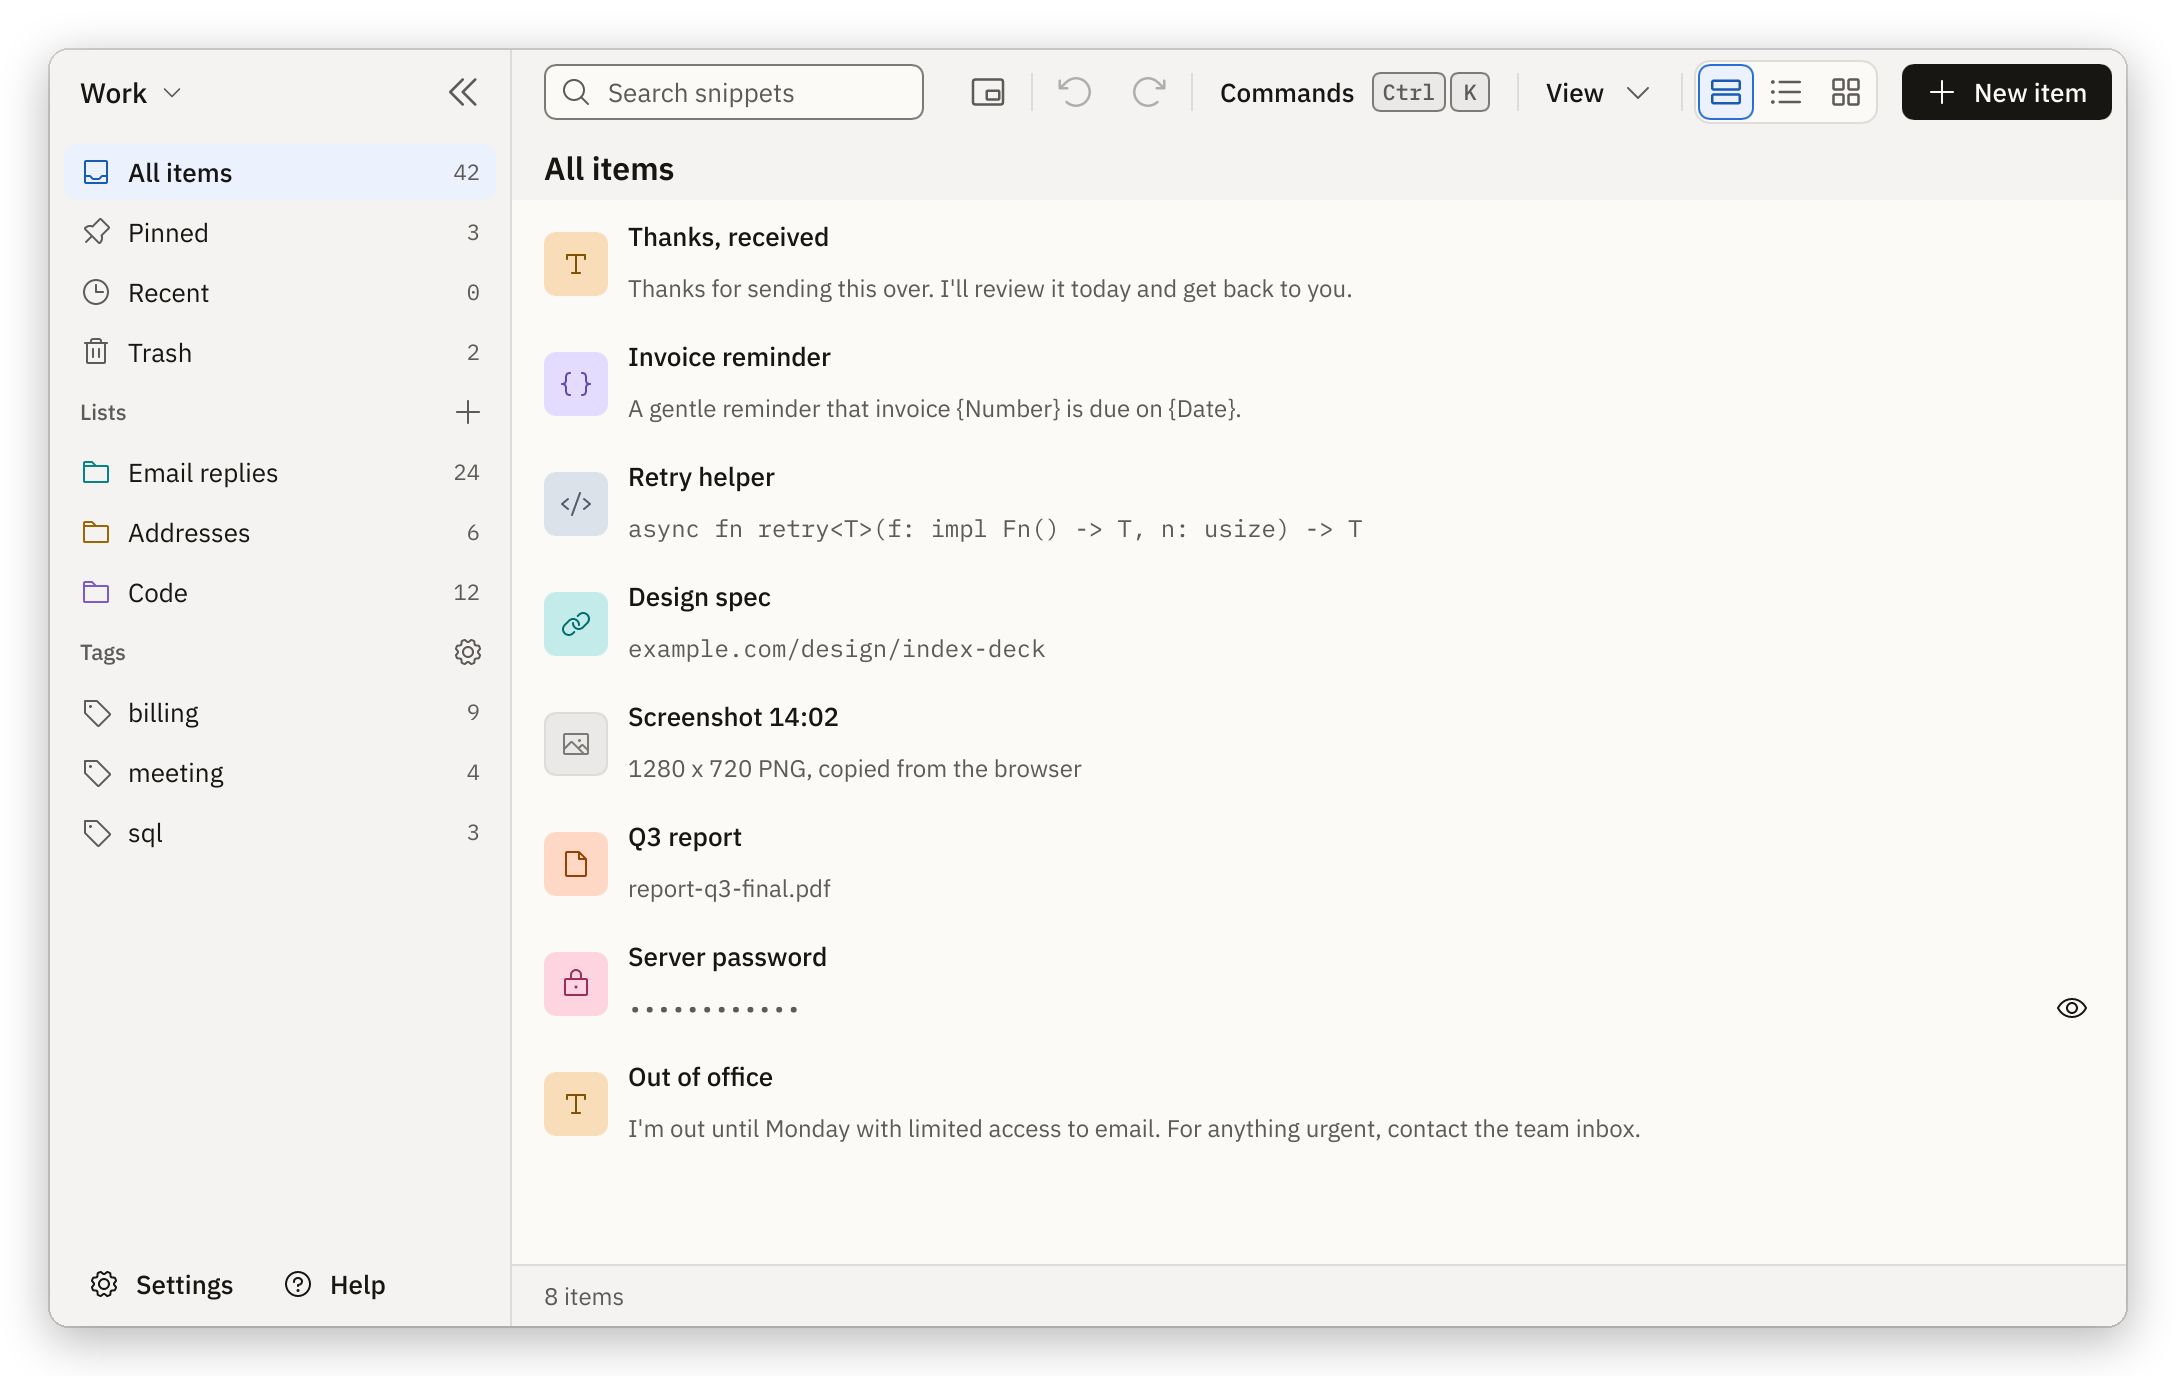 Work
Search snippets
Commands Ctrl K
View
New item
All items 42
Pinned 3
Recent 0
Trash 2
Lists
Email replies 24
Addresses 6
Code 12
Tags
billing 9
meeting 4
sql 3
Settings
Help
All items
Thanks, received
Thanks for sending this over. I'll review it today and get back to you.
Invoice reminder
A gentle reminder that invoice {Number} is due on {Date}.
Retry helper
async fn retry<T>(f: impl Fn() -> T, n: usize) -> T
Design spec
example.com/design/index-deck
Screenshot 14:02
1280 x 720 PNG, copied from the browser
Q3 report
report-q3-final.pdf
Server password
••••••••••••
Out of office
I'm out until Monday with limited access to email. For anything urgent, contact the team inbox.
8 items